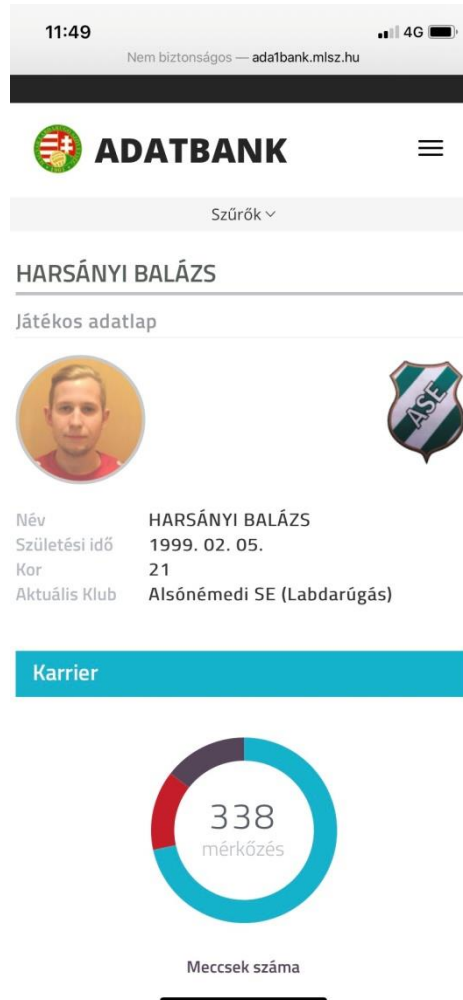 11:49
4G
Nem biztonságos — ada1bank.mlsz.hu
ADATBANK
Szűrők
HARSÁNYI BALÁZS
Játékos adatlap
ÁSE
Név HARSÁNYI BALÁZS
Születési idő 1999. 02. 05.
Kor 21
Aktuális Klub Alsónémedi SE (Labdarúgás)
Karrier
338
mérkőzés
Meccsek száma